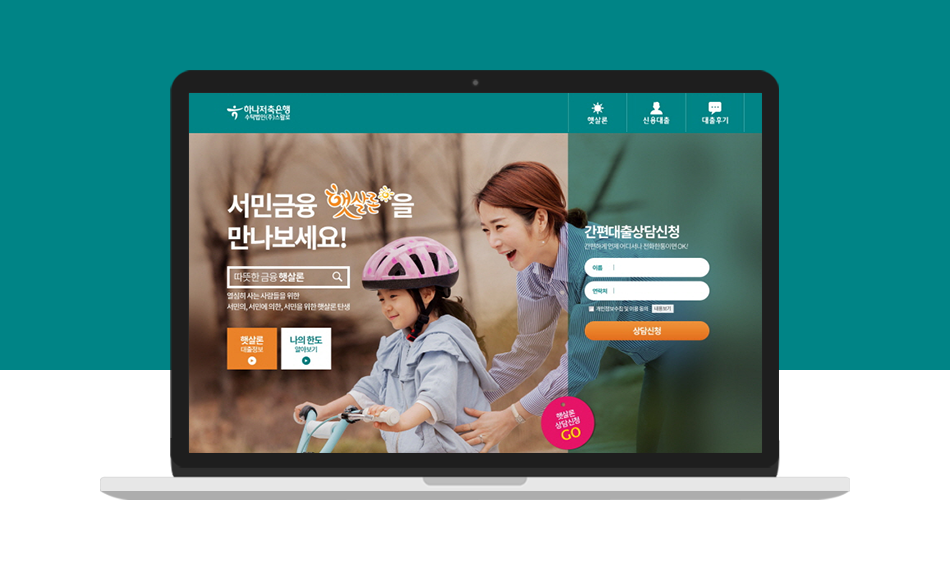 하나저축은행
수탁법인(주)스팔로
햇살론
신용대출
대출후기
서민금융 햇살론을
만나보세요!
따뜻한 금융 햇살론
열심히 사는 사람들을 위한
서민의, 서민에 의한, 서민을 위한 햇살론 탄생
햇살론
대출정보
나의 한도
알아보기
간편대출상담신청
간편하게 언제 어디서나 전화한통이면 OK!
이름
연락처
개인정보수집 및 이용 동의
내용보기
상담신청
햇살론
상담신청
GO